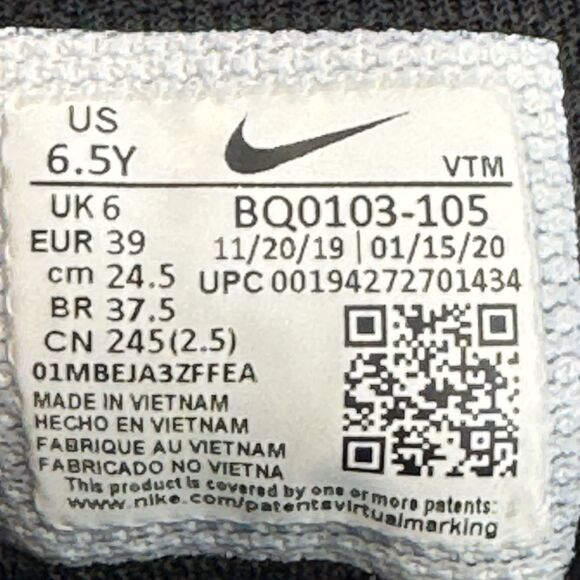 US
6.5Y
VTM
UK 6
EUR 39
cm 24.5
BR 37.5
CN 245(2.5)
BQ0103-105
11/20/19 | 01/15/20
UPC 00194272701434
01MBEJA3ZFFEA
MADE IN VIETNAM
HECHO EN VIETNAM
FABRIQUE AU VIETNAM
FABRICADO NO VIETNA
This product is covered by one or more patents:
www.nike.com/patentsvirtualmarking